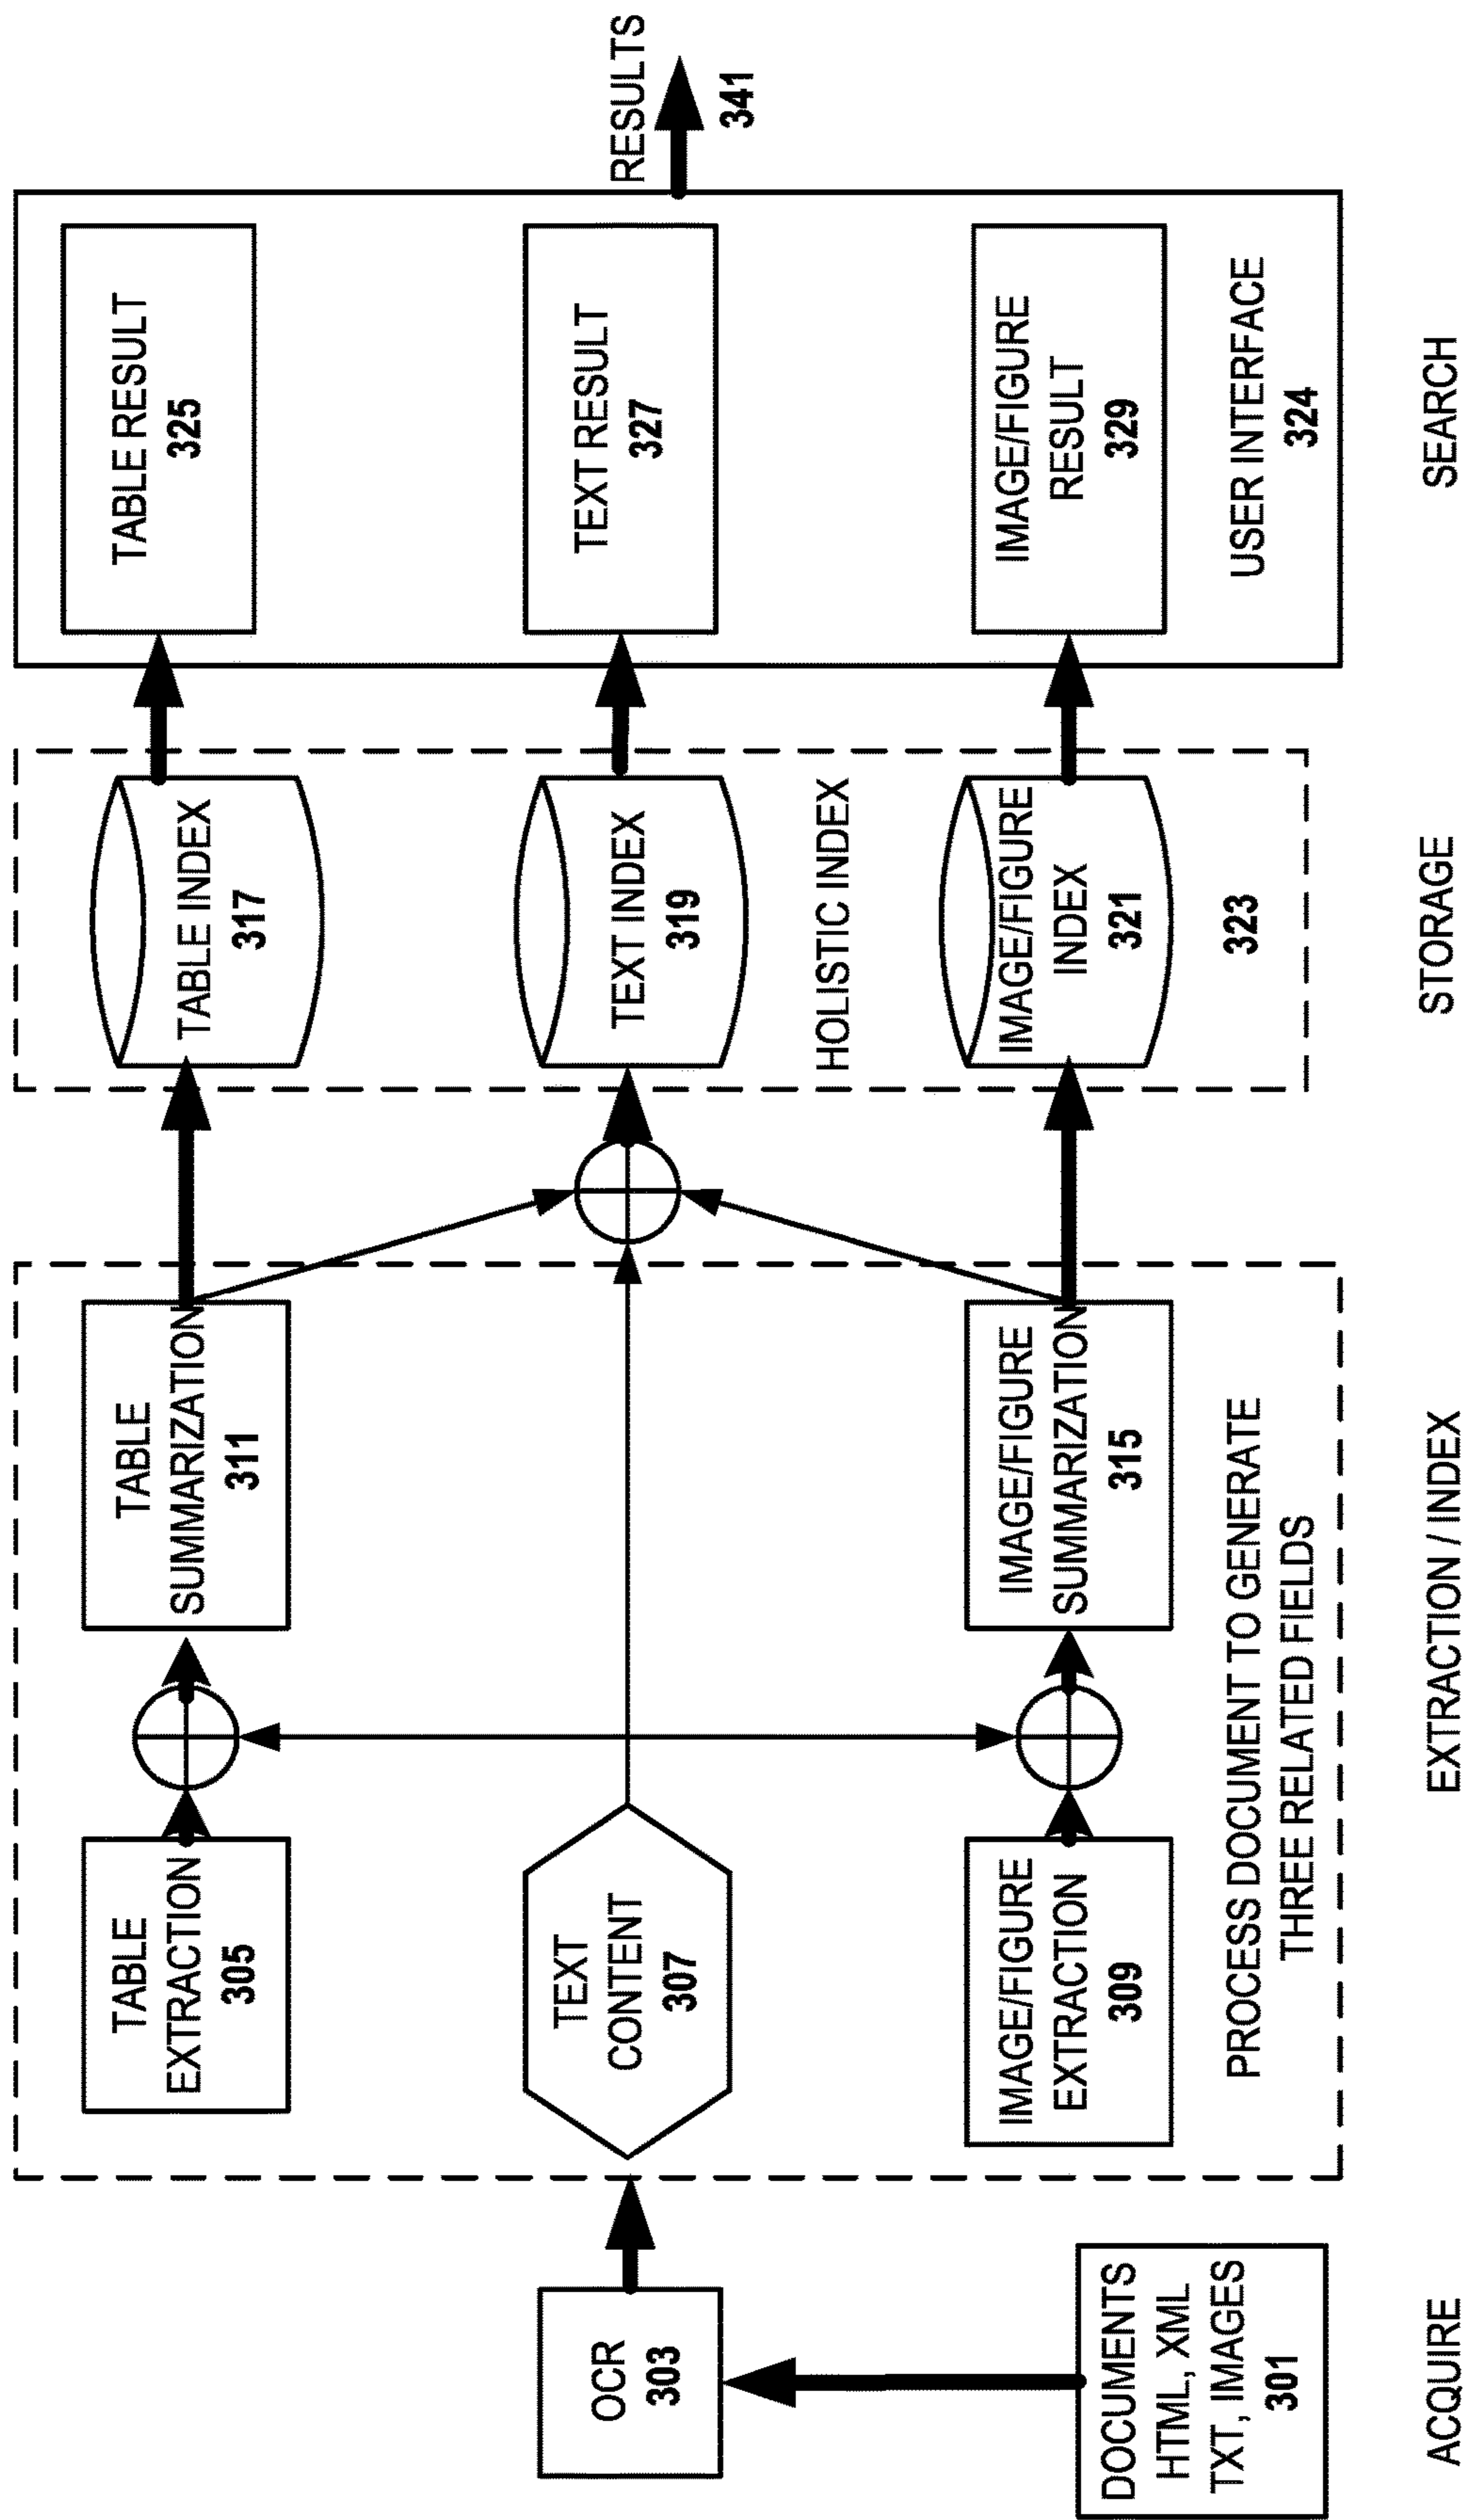 DOCUMENTS
HTML, XML
TXT, IMAGES
301
OCR
303
TABLE
EXTRACTION
305
TEXT
CONTENT
307
IMAGE/FIGURE
EXTRACTION
309
TABLE
SUMMARIZATION
311
IMAGE/FIGURE
SUMMARIZATION
315
PROCESS DOCUMENT TO GENERATE
THREE RELATED FIELDS
TABLE INDEX
317
TEXT INDEX
319
HOLISTIC INDEX
IMAGE/FIGURE
INDEX
321
323
TABLE RESULT
325
TEXT RESULT
327
IMAGE/FIGURE
RESULT
329
USER INTERFACE
324
RESULTS
341
ACQUIRE
EXTRACTION / INDEX
STORAGE
SEARCH